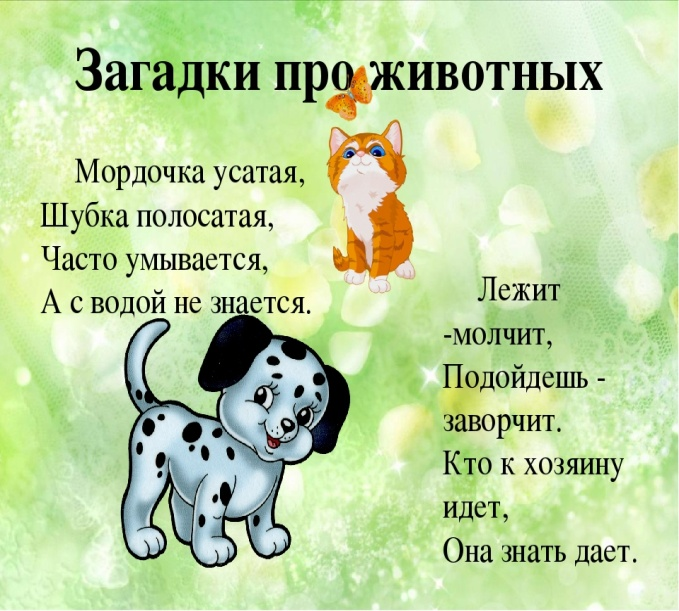 Загадки про животных
Мордочка усатая,
Шубка полосатая,
Часто умывается,
А с водой не знается.
Лежит
-молчит,
Подойдешь -
заворчит.
Кто к хозяину
идет,
Она знать дает.